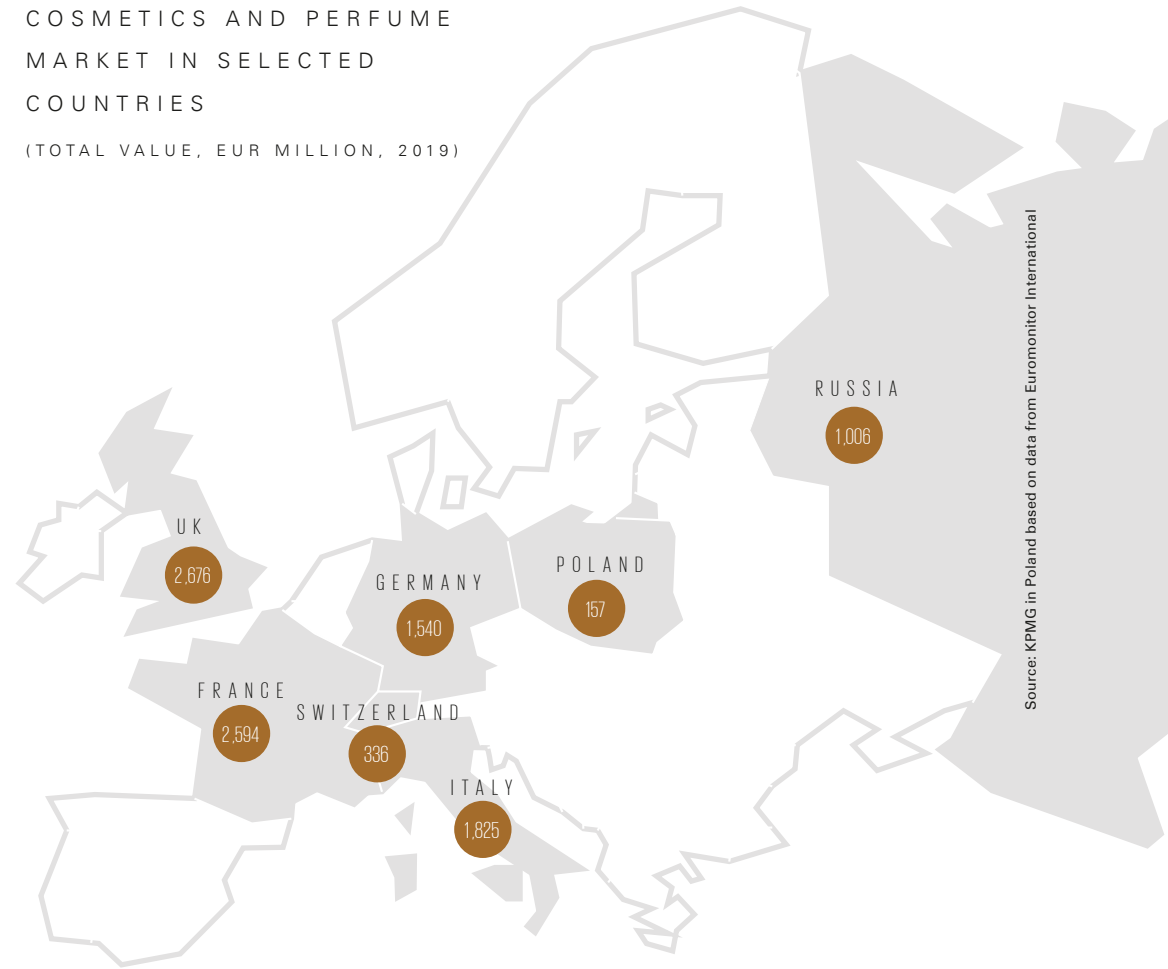 COSMETICS AND PERFUME
MARKET IN SELECTED
COUNTRIES
(TOTAL VALUE, EUR MILLION, 2019)
RUSSIA
1,006
UK
2,676
POLAND
157
GERMANY
1,540
FRANCE
2,594
SWITZERLAND
336
ITALY
1,825
Source: KPMG in Poland based on data from Euromonitor International